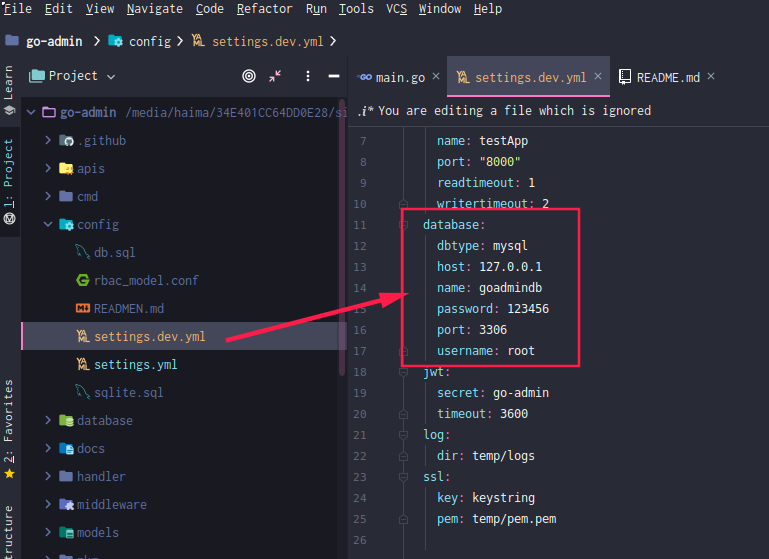 File Edit View Navigate Code Refactor Run Tools VCS Window Help
go-admin config settings.dev.yml
Learn
1: Project
2: Favorites
Project
go-admin /media/haima/34E401CC64DD0E28/si
.github
apis
cmd
config
db.sql
rbac_model.conf
READMEN.md
settings.dev.yml
settings.yml
sqlite.sql
database
docs
handler
middleware
models
main.go × settings.dev.yml × README.md ×
.i* You are editing a file which is ignored
7 name: testApp
8 port: "8000"
9 readtimeout: 1
10 writertimeout: 2
11 database:
12 dbtype: mysql
13 host: 127.0.0.1
14 name: goadmindb
15 password: 123456
16 port: 3306
17 username: root
18 jwt:
19 secret: go-admin
20 timeout: 3600
21 log:
22 dir: temp/logs
23 ssl:
24 key: keystring
25 pem: temp/pem.pem
26